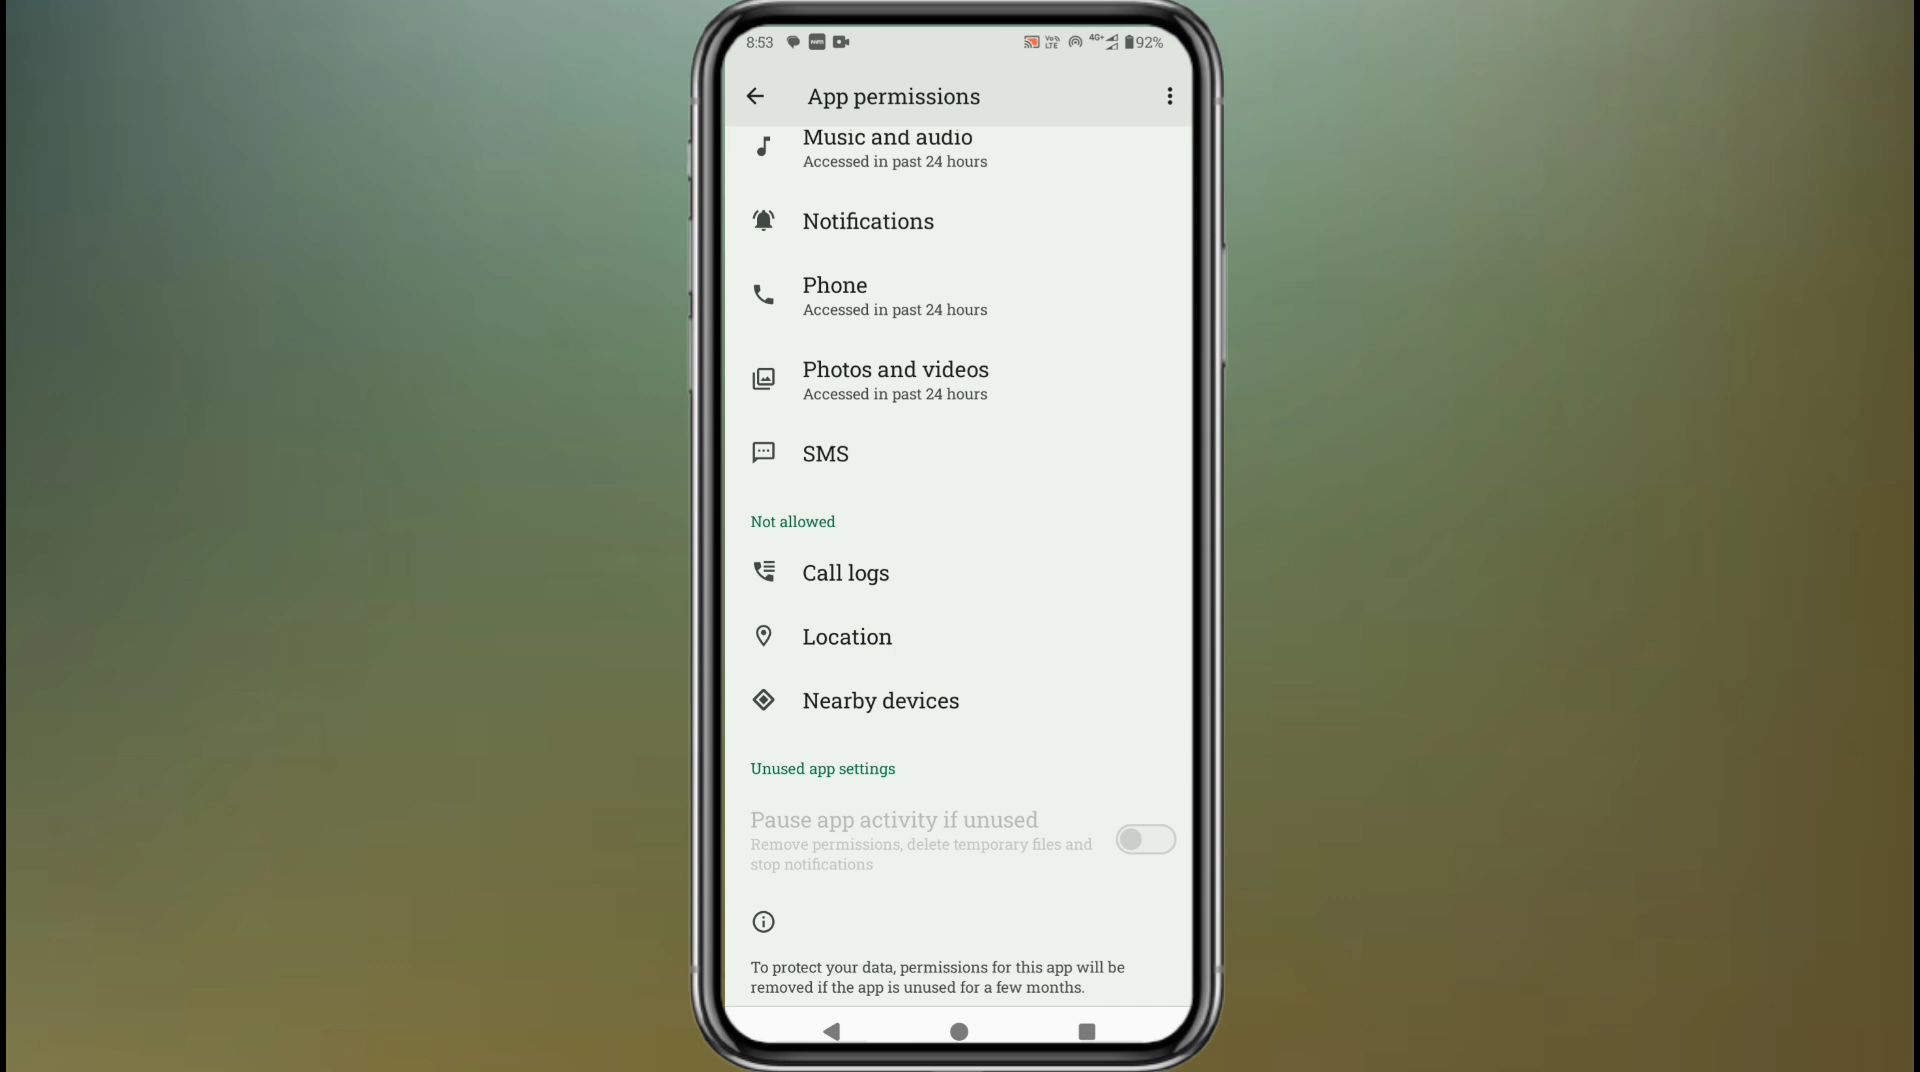 8:53 VoLTE 4G+ 92%
App permissions
Music and audio
Accessed in past 24 hours
Notifications
Phone
Accessed in past 24 hours
Photos and videos
Accessed in past 24 hours
SMS
Not allowed
Call logs
Location
Nearby devices
Unused app settings
Pause app activity if unused
Remove permissions, delete temporary files and
stop notifications
To protect your data, permissions for this app will be
removed if the app is unused for a few months.